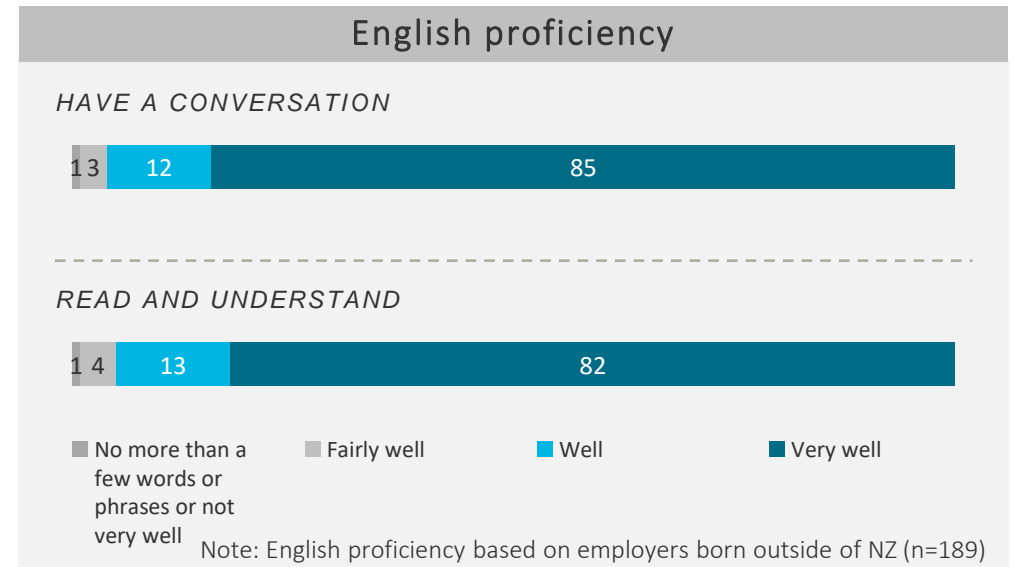 English proficiency
HAVE A CONVERSATION
1 3 12 85
READ AND UNDERSTAND
1 4 13 82
No more than a
few words or
phrases or not
very well
Fairly well
Well
Very well
Note: English proficiency based on employers born outside of NZ (n=189)